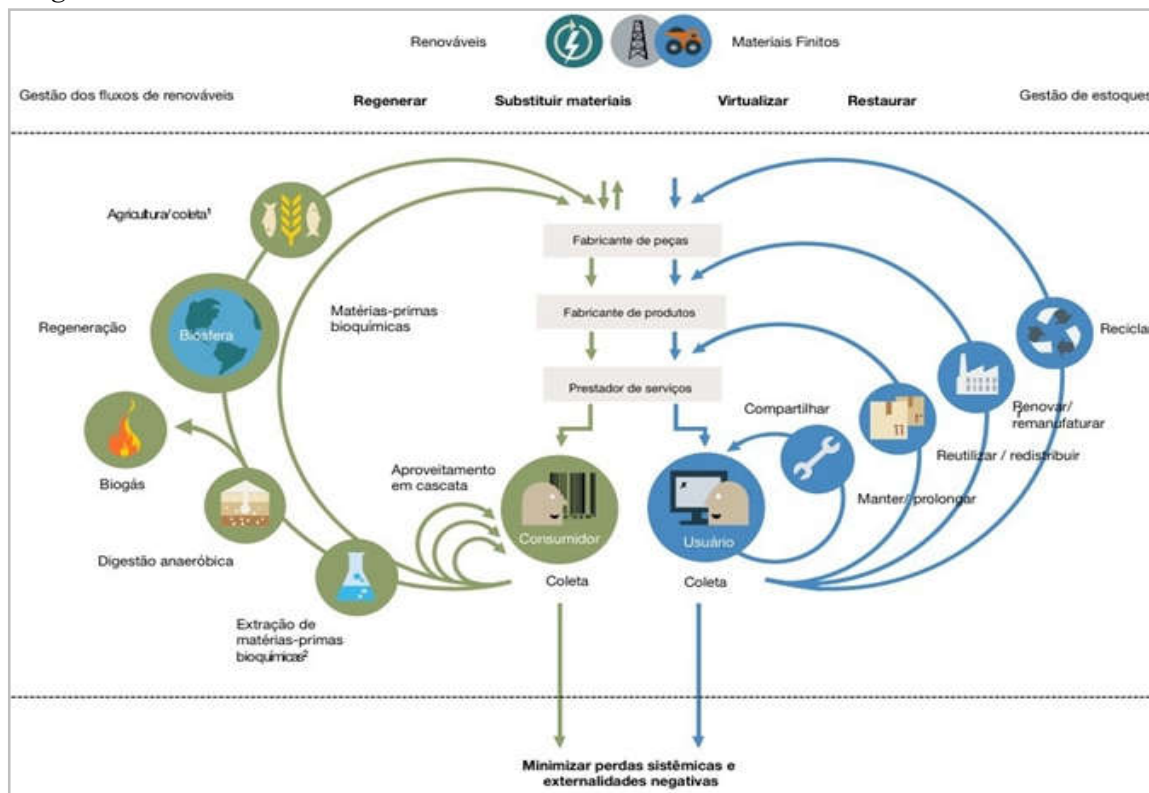 Renováveis
Materiais Finitos
Gestão dos fluxos de renováveis
Regenerar
Substituir materiais
Virtualizar
Restaurar
Gestão de estoques
Agricultura/coleta¹
Regeneração
Biosfera
Matérias-primas
bioquímicas
Biogás
Digestão anaeróbica
Extração de
matérias-primas
bioquímicas²
Aproveitamento
em cascata
Fabricante de peças
Fabricante de produtos
Prestador de serviços
Consumidor
Coleta
Usuário
Coleta
Compartilhar
Manter/ prolongar
Reutilizar / redistribuir
Renovar/
remanufaturar
Reciclar
Minimizar perdas sistêmicas e
externalidades negativas